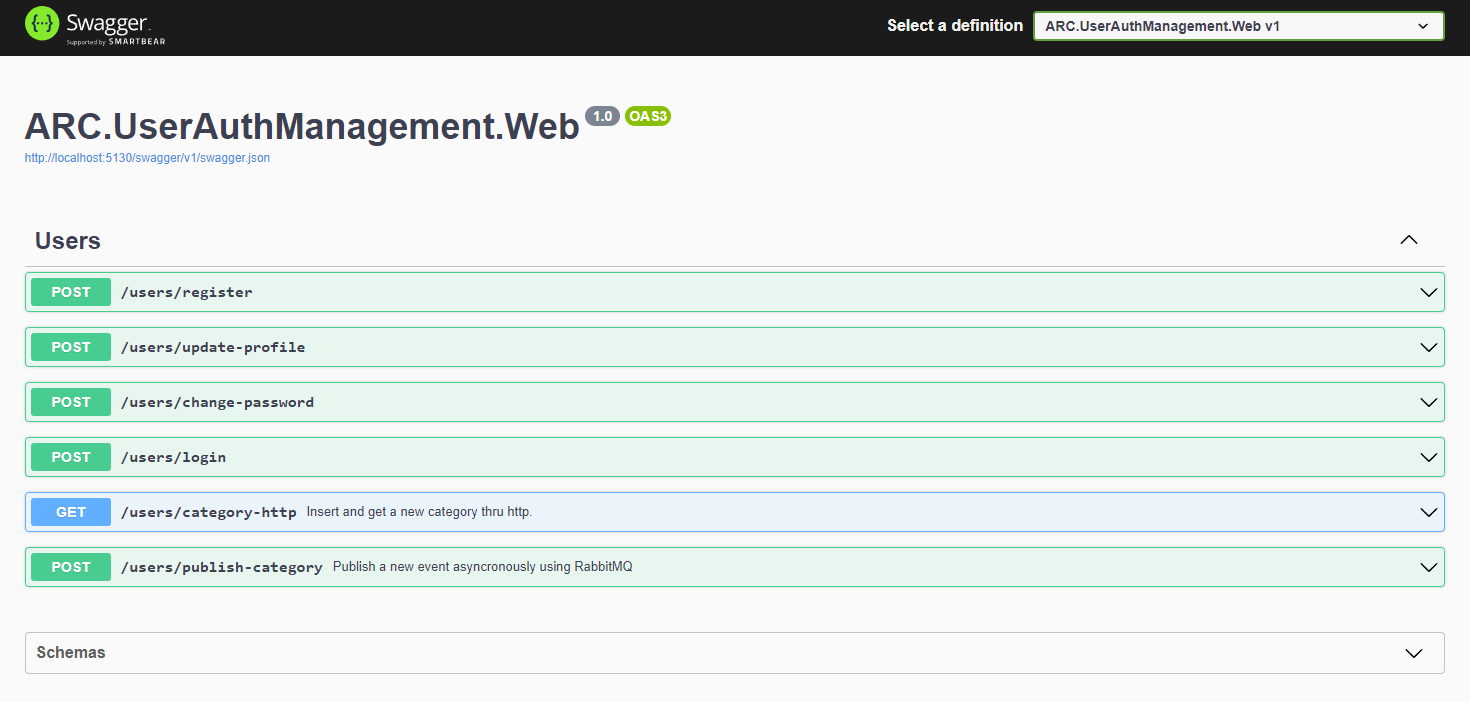 {···} Swagger
Supported by SMARTBEAR
Select a definition
ARC.UserAuthManagement.Web v1
ARC.UserAuthManagement.Web 1.0 OAS3
http://localhost:5130/swagger/v1/swagger.json
Users
POST /users/register
POST /users/update-profile
POST /users/change-password
POST /users/login
GET /users/category-http Insert and get a new category thru http.
POST /users/publish-category Publish a new event asyncronously using RabbitMQ
Schemas